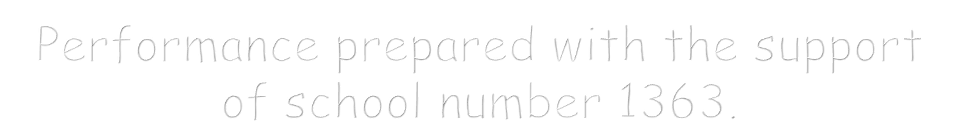 Performance prepared with the support
of school number 1363.